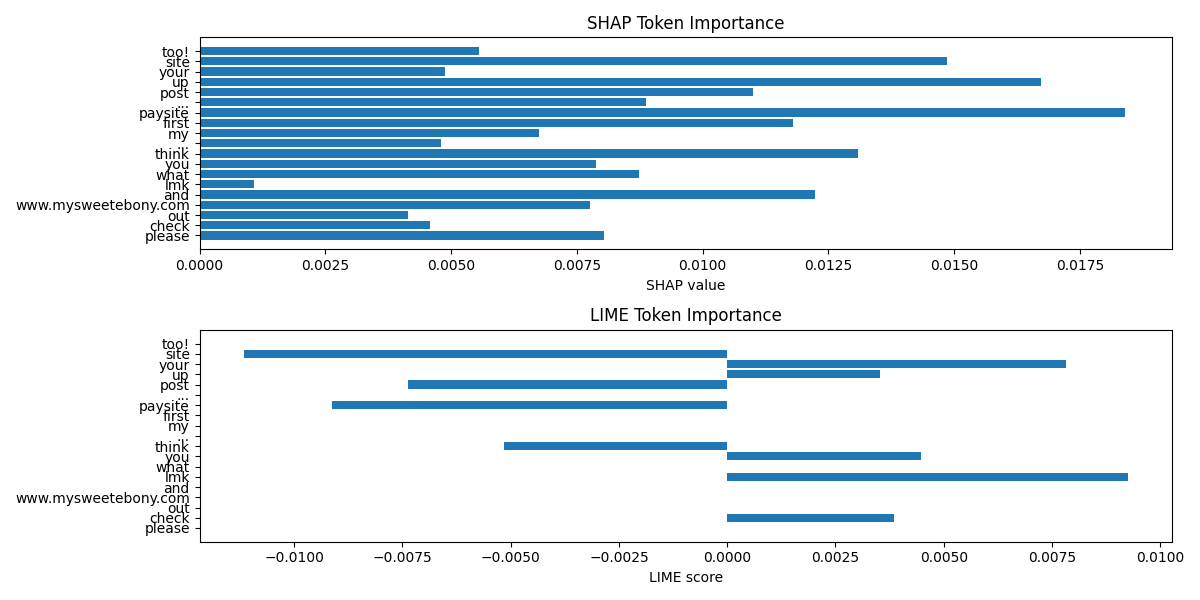 SHAP Token Importance
too!
site
your
up
post
...
paysite
first
my
...
think
you
what
lmk
and
www.mysweetebony.com
out
check
please
0.0000 0.0025 0.0050 0.0075 0.0100 0.0125 0.0150 0.0175
SHAP value
LIME Token Importance
too!
site
your
up
post
...
paysite
first
my
...
think
you
what
lmk
and
www.mysweetebony.com
out
check
please
−0.0100 −0.0075 −0.0050 −0.0025 0.0000 0.0025 0.0050 0.0075 0.0100
LIME score